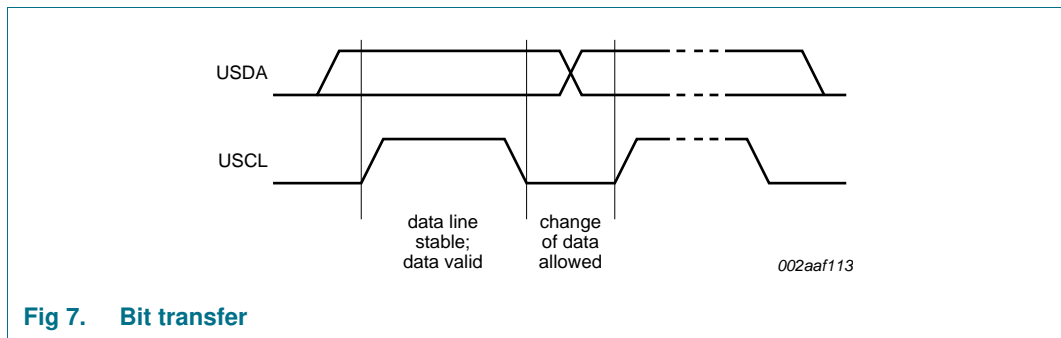 USDA
USCL
data line
stable;
data valid
change
of data
allowed
002aaf113
Fig 7. Bit transfer